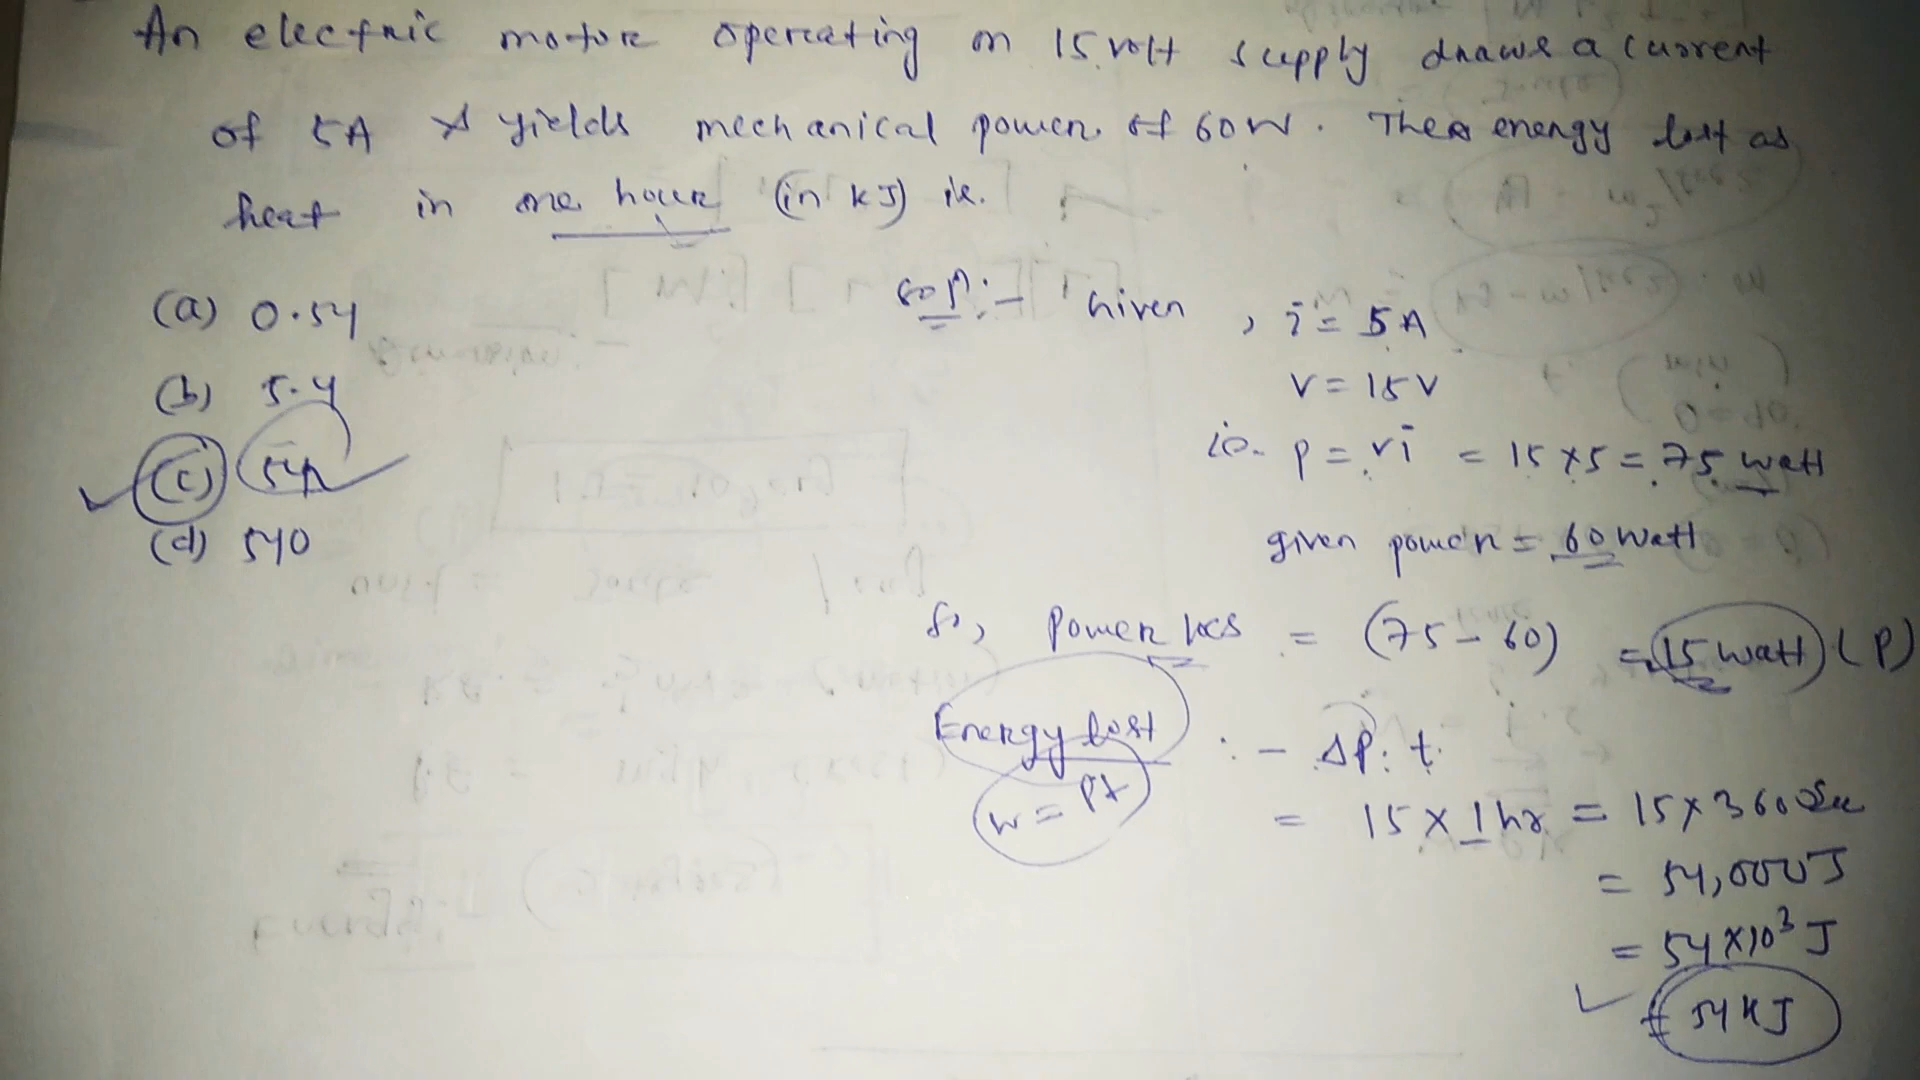 An electric motor operating on 15 volt supply draws a current
of 5A & yields mechanical power of 60W. The energy lost as
heat in one hour (in kJ) is.
(a) 0.54
(b) 5.4
(c) 54
(d) 540
soln:- Given, i = 5A
V = 15V
P = Vi = 15 × 5 = 75 watt
given power = 60 watt
So, power loss = (75 - 60) = 15 watt (P)
Energy lost :- ΔP. t.
W = Pt
= 15 × 1 hr = 15 × 3600 Sec
= 54,000 J
= 54 × 10³ J
= 54 kJ